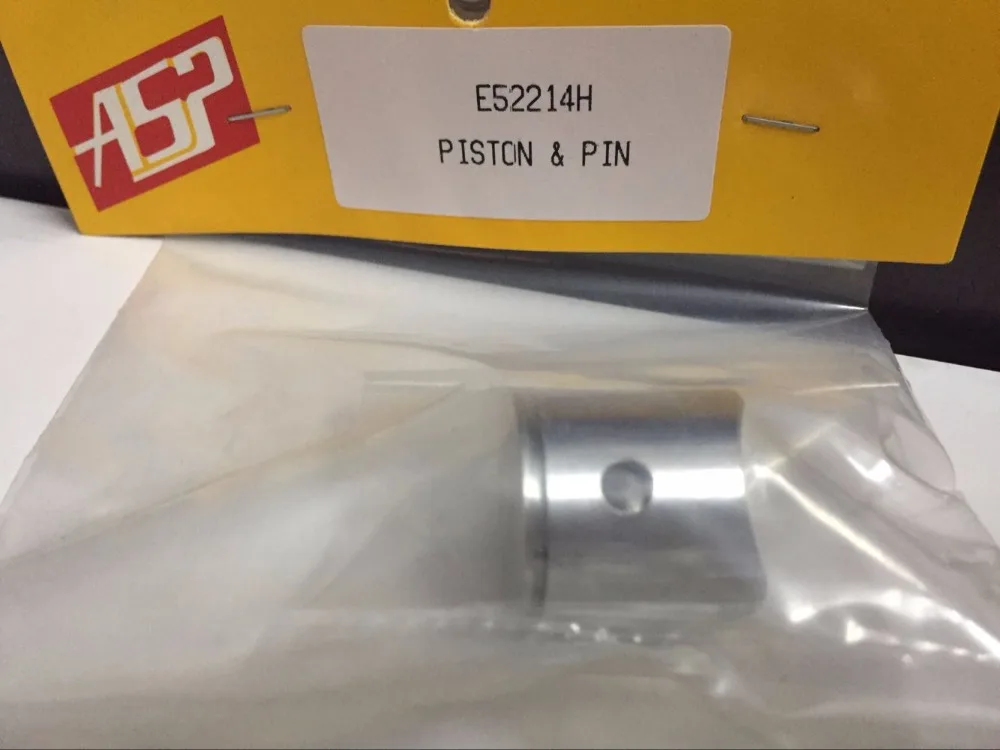 ASP
E52214H
PISTON & PIN